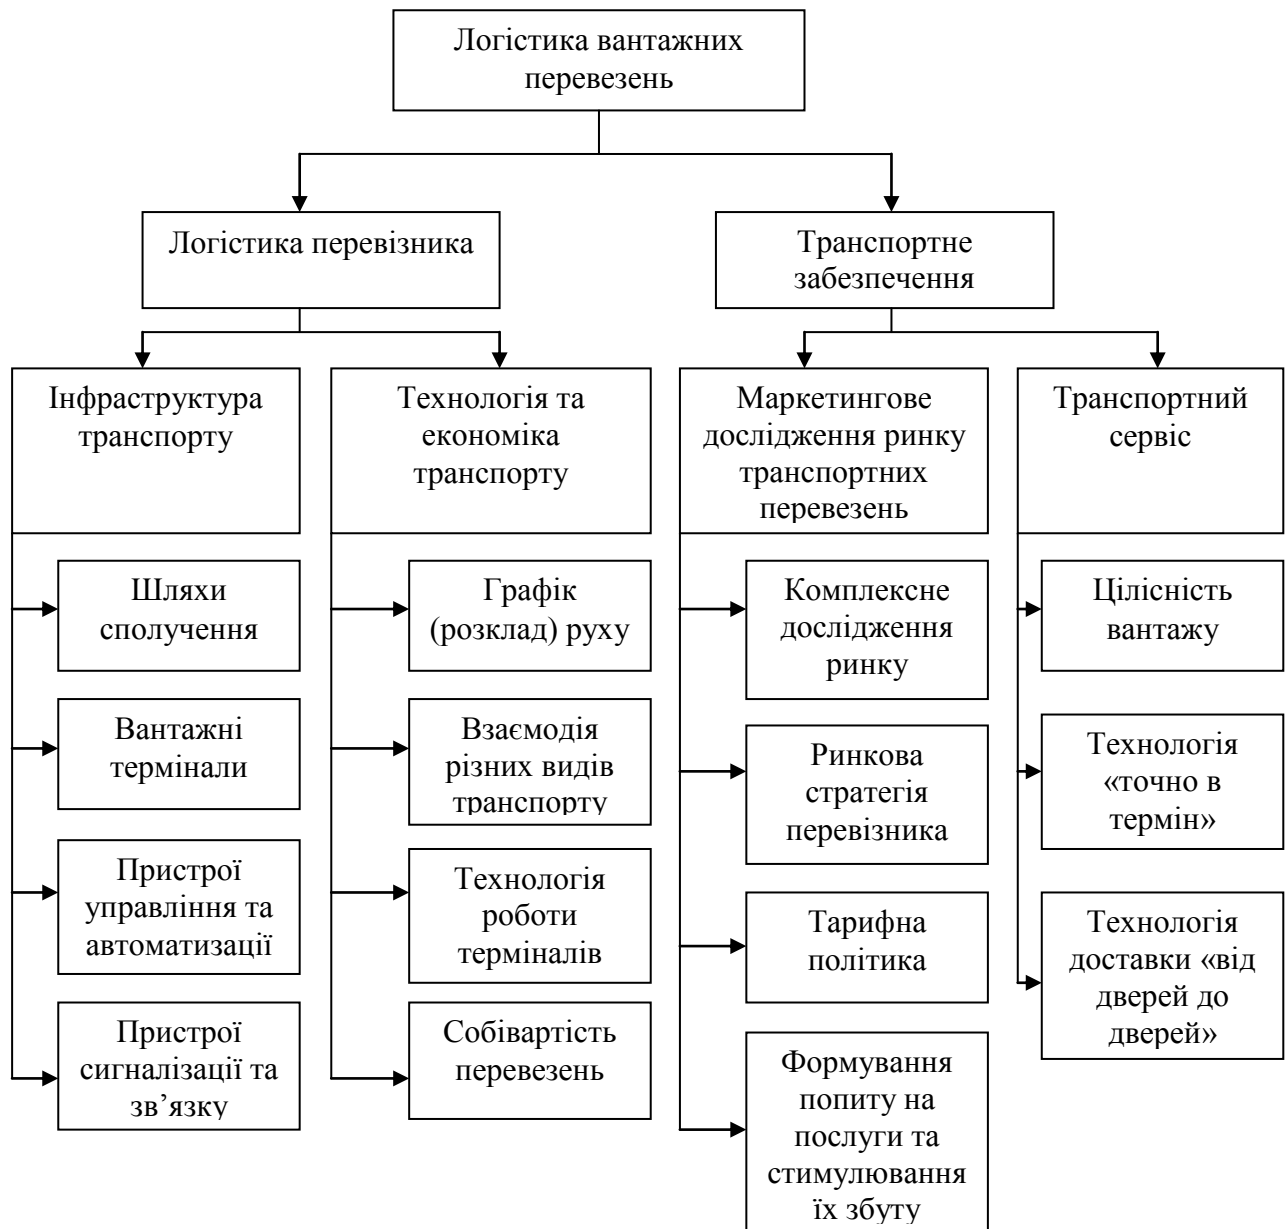 Логістика вантажних
перевезень
Логістика перевізника
Транспортне
забезпечення
Інфраструктура
транспорту
Технологія та
економіка
транспорту
Маркетингове
дослідження ринку
транспортних
перевезень
Транспортний
сервіс
Шляхи
сполучення
Вантажні
термінали
Пристрої
управління та
автоматизації
Пристрої
сигналізації та
зв’язку
Графік
(розклад) руху
Взаємодія
різних видів
транспорту
Технологія
роботи
терміналів
Собівартість
перевезень
Комплексне
дослідження
ринку
Ринкова
стратегія
перевізника
Тарифна
політика
Формування
попиту на
послуги та
стимулювання
їх збуту
Цілісність
вантажу
Технологія
«точно в
термін»
Технологія
доставки «від
дверей до
дверей»